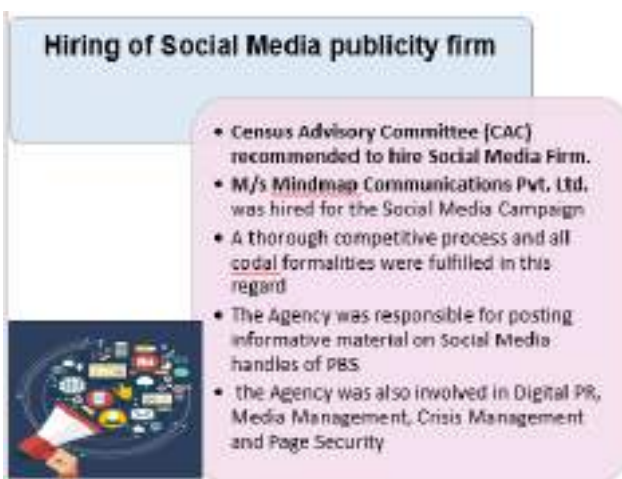 Hiring of Social Media publicity firm
• Census Advisory Committee (CAC)
recommended to hire Social Media Firm.
• M/s Mindmap Communications Pvt. Ltd.
was hired for the Social Media Campaign
• A thorough competitive process and all
codal formalities were fulfilled in this
regard
• The Agency was responsible for posting
informative material on Social Media
handles of PBS
• the Agency was also involved in Digital PR,
Media Management, Crisis Management
and Page Security